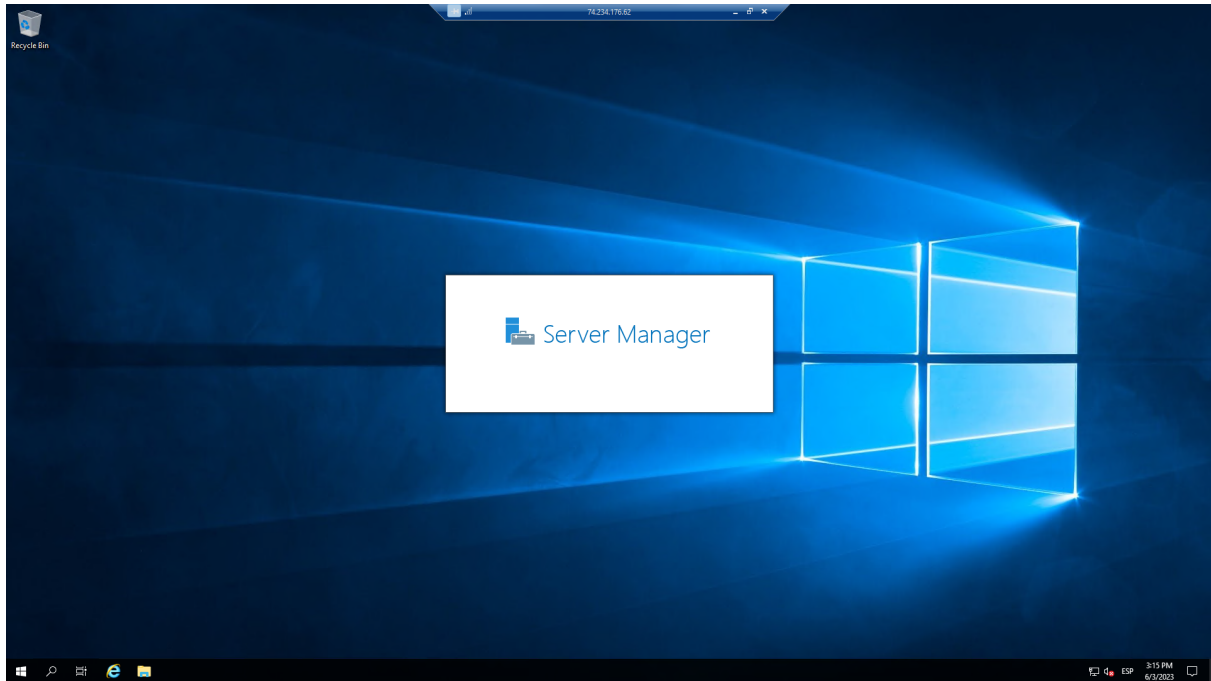 74.234.176.62
Recycle Bin
Server Manager
ESP
3:15 PM
6/3/2023